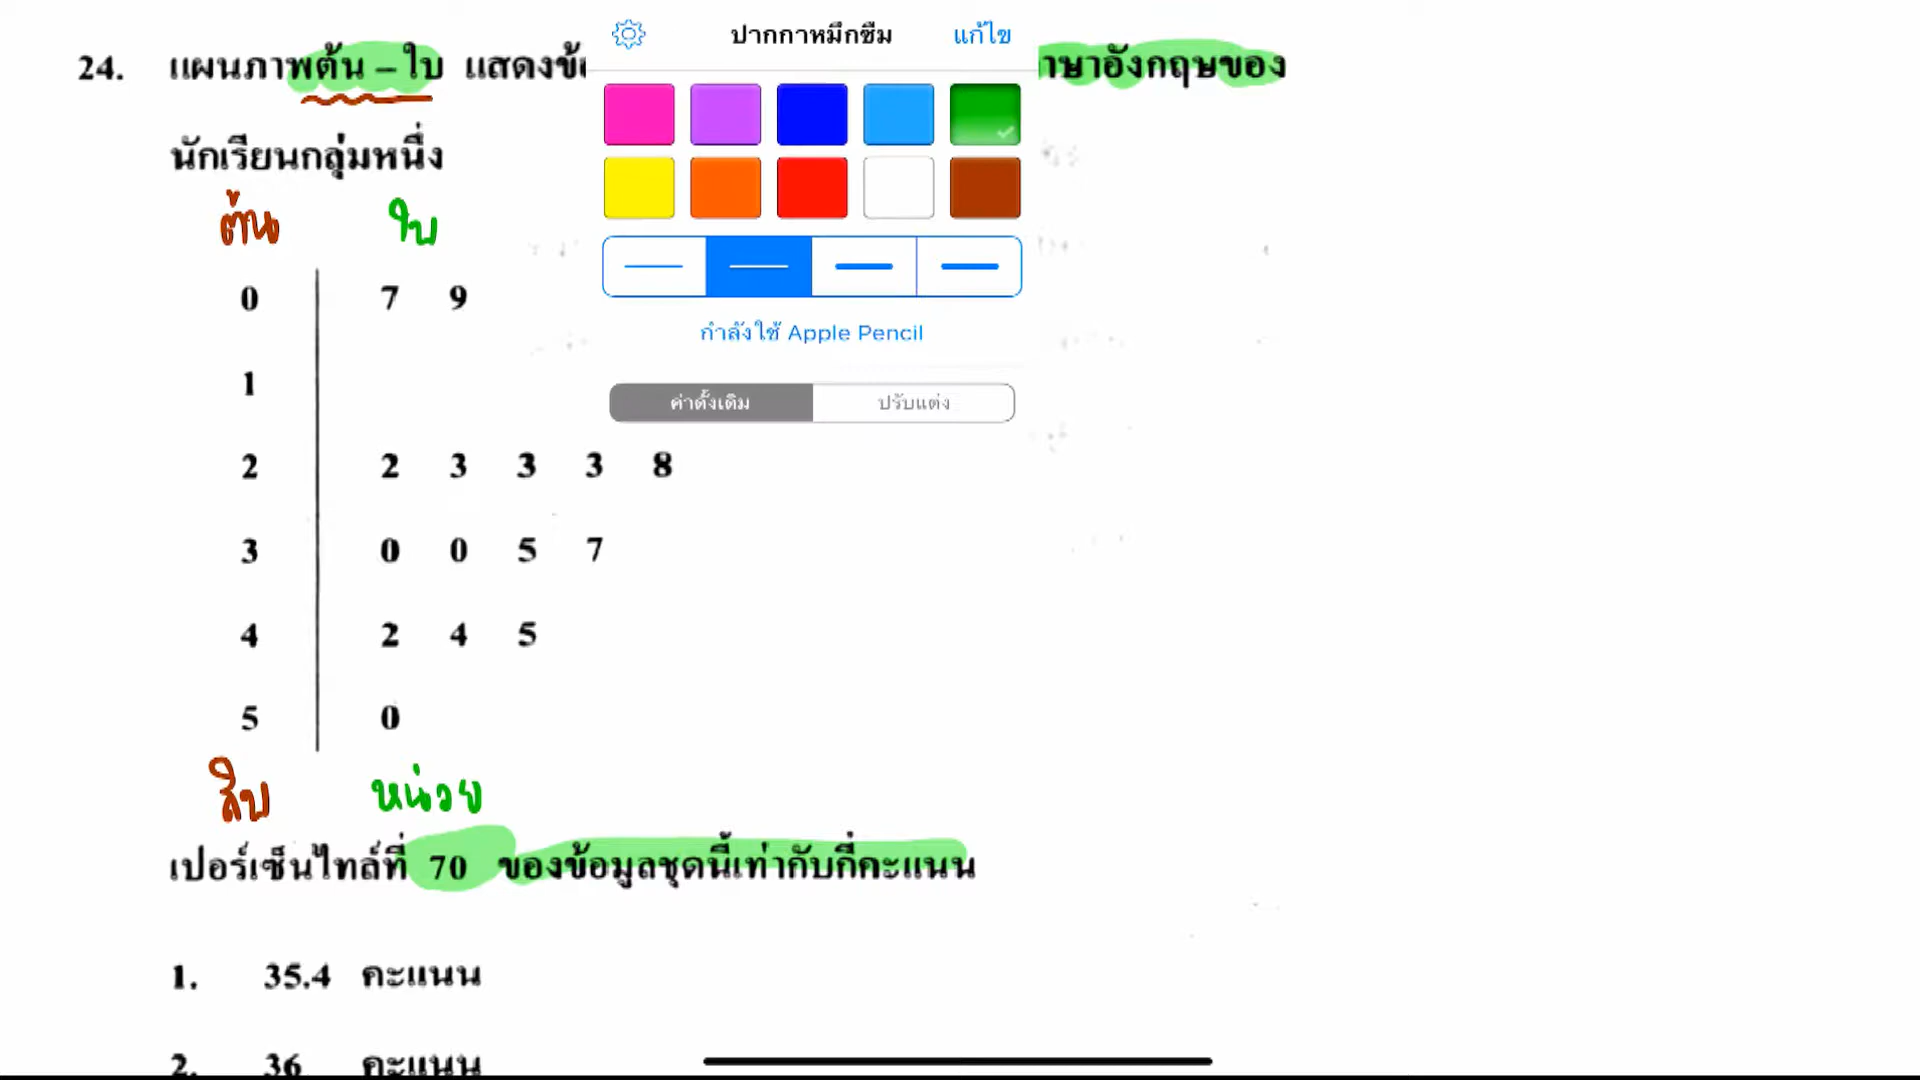 24. แผนภาพต้น – ใบ แสดงข้ ษาอังกฤษของ
นักเรียนกลุ่มหนึ่ง
ต้น ใบ
0 7 9
1
2 2 3 3 3 8
3 0 0 5 7
4 2 4 5
5 0
สิบ หน่วย
เปอร์เซ็นไทล์ที่ 70 ของข้อมูลชุดนี้เท่ากับกี่คะแนน
1. 35.4 คะแนน
2. 36 คะแนน
ปากกาหมึกซึม แก้ไข
กำลังใช้ Apple Pencil
ค่าดั้งเดิม ปรับแต่ง